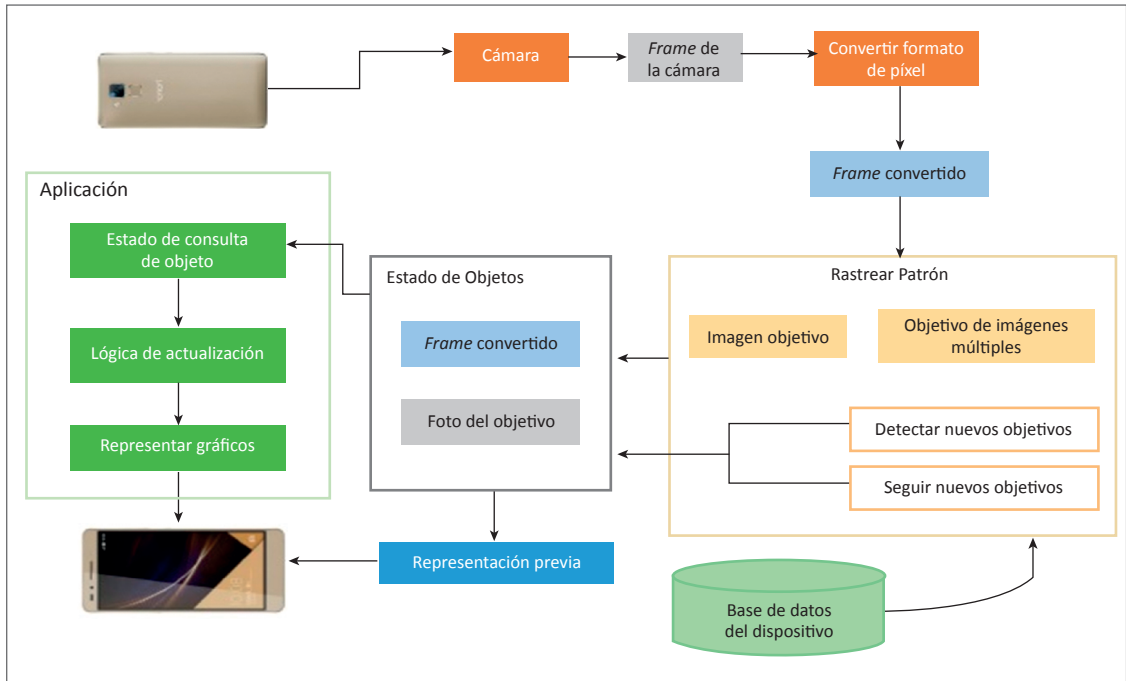 Cámara
Frame de
la cámara
Convertir formato
de píxel
Frame convertido
Aplicación
Estado de consulta
de objeto
Lógica de actualización
Representar gráficos
Estado de Objetos
Frame convertido
Foto del objetivo
Representación previa
Rastrear Patrón
Imagen objetivo
Objetivo de imágenes
múltiples
Detectar nuevos objetivos
Seguir nuevos objetivos
Base de datos
del dispositivo